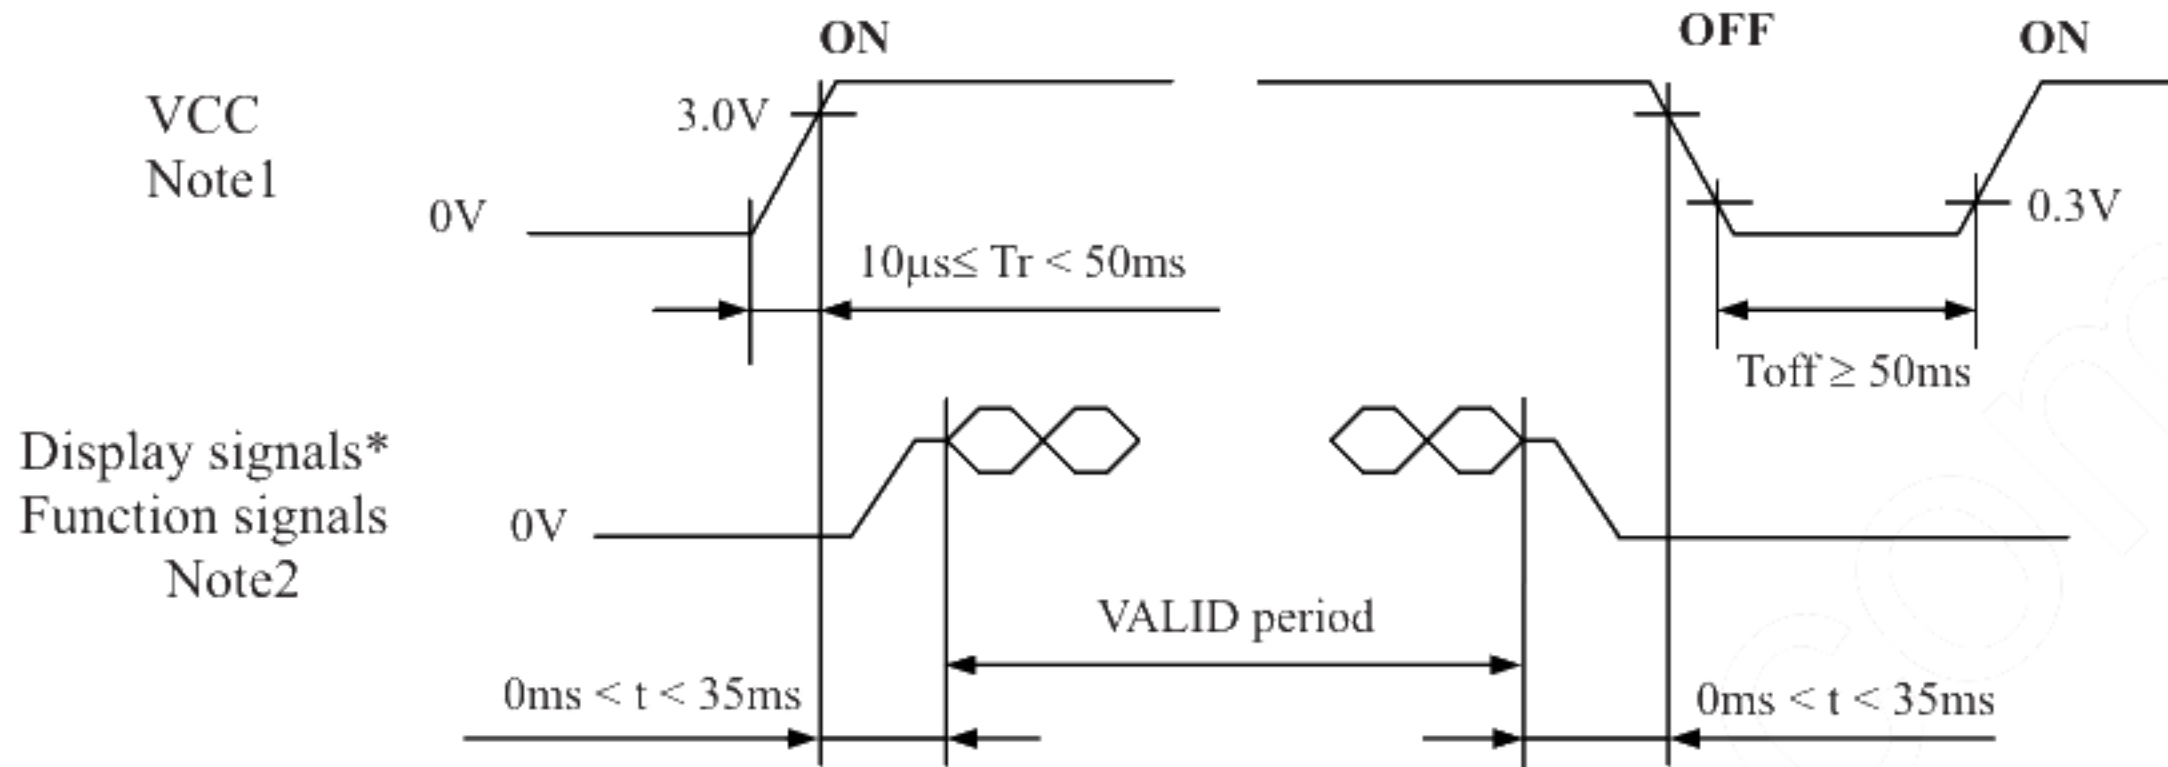 ON
OFF
ON
VCC
Note1
3.0V
0V
0.3V
10μs≤ Tr < 50ms
Toff ≥ 50ms
Display signals*
Function signals
Note2
0V
VALID period
0ms < t < 35ms
0ms < t < 35ms